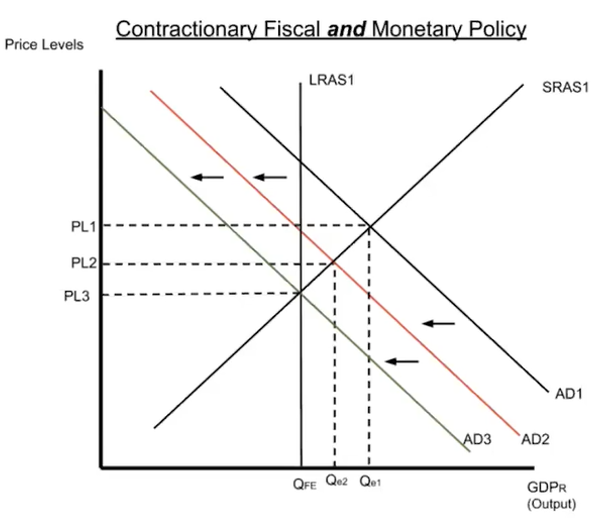 Contractionary Fiscal and Monetary Policy
Price Levels
LRAS1
SRAS1
PL1
PL2
PL3
AD1
AD3
AD2
QFE
Qe2
Qe1
GDPR
(Output)